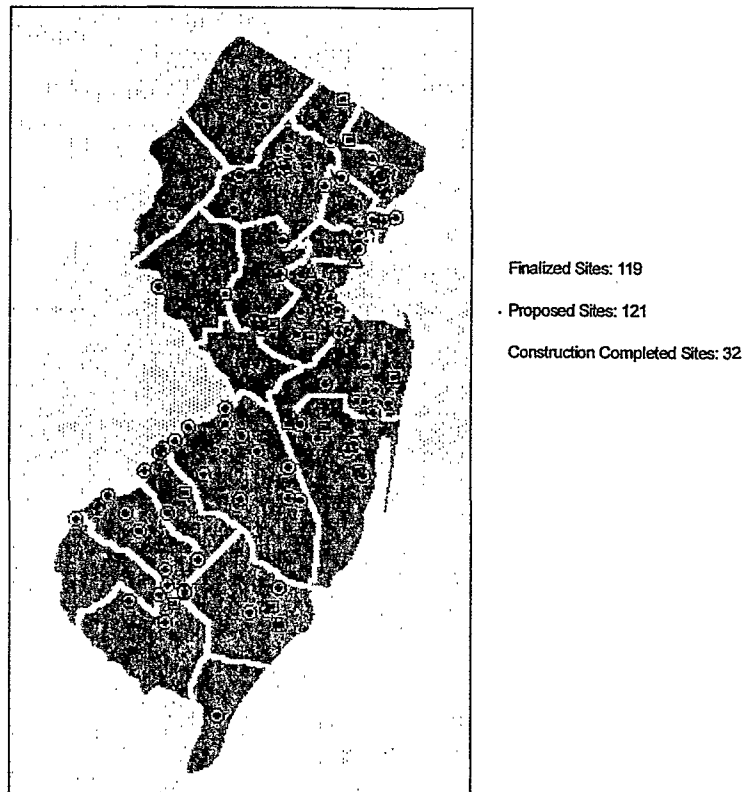 Finalized Sites: 119
Proposed Sites: 121
Construction Completed Sites: 32